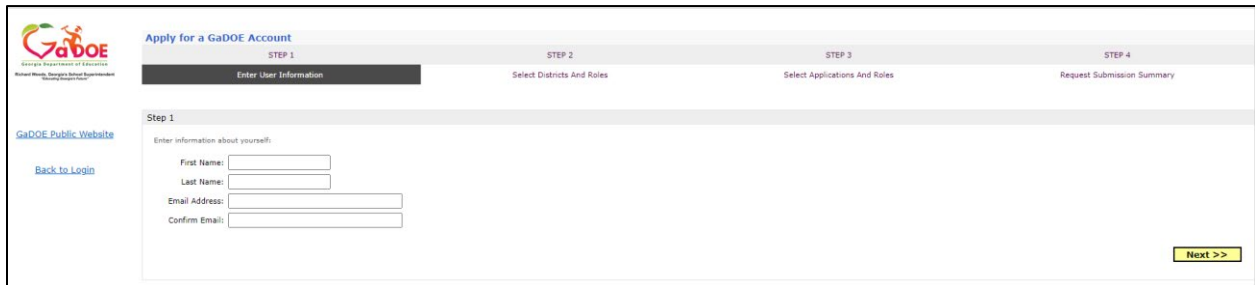 GaDOE
Georgia Department of Education
Richard Woods, Georgia's School Superintendent
"Educating Georgia's Future"
GaDOE Public Website
Back to Login
Apply for a GaDOE Account
STEP 1 STEP 2 STEP 3 STEP 4
Enter User Information Select Districts And Roles Select Applications And Roles Request Submission Summary
Step 1
Enter information about yourself:
First Name:
Last Name:
Email Address:
Confirm Email:
Next >>